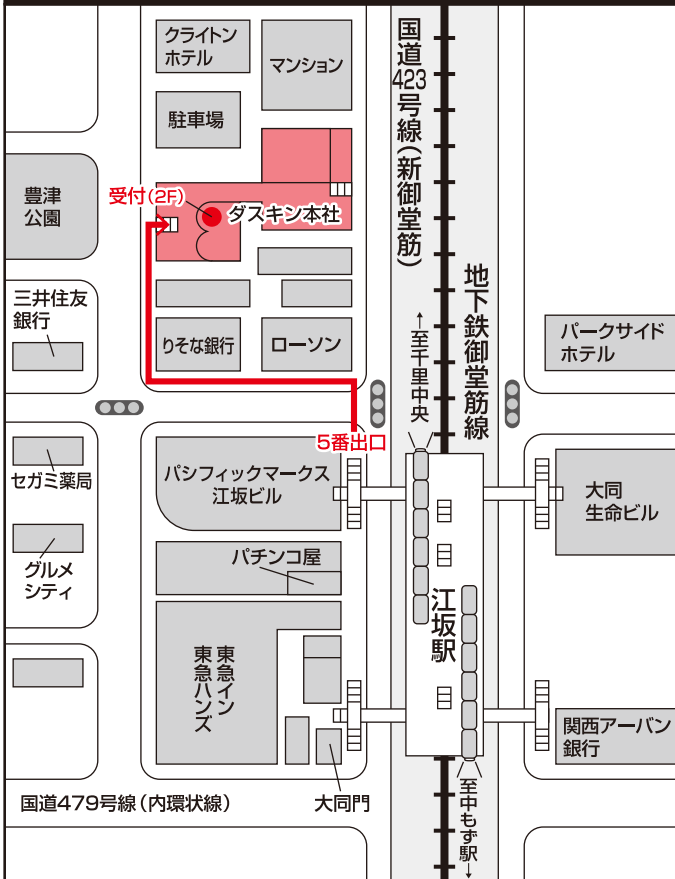 クライトン
ホテル
マンション
国道423号線(新御堂筋)
駐車場
豊津
公園
受付(2F)
ダスキン本社
地下鉄御堂筋線
三井住友
銀行
りそな銀行
ローソン
←至千里中央
パークサイド
ホテル
5番出口
セガミ薬局
パシフィックマークス
江坂ビル
大同
生命ビル
グルメ
シティ
パチンコ屋
江坂駅
東急イン
東急ハンズ
関西アーバン
銀行
国道479号線(内環状線)
大同門
至中もず駅→